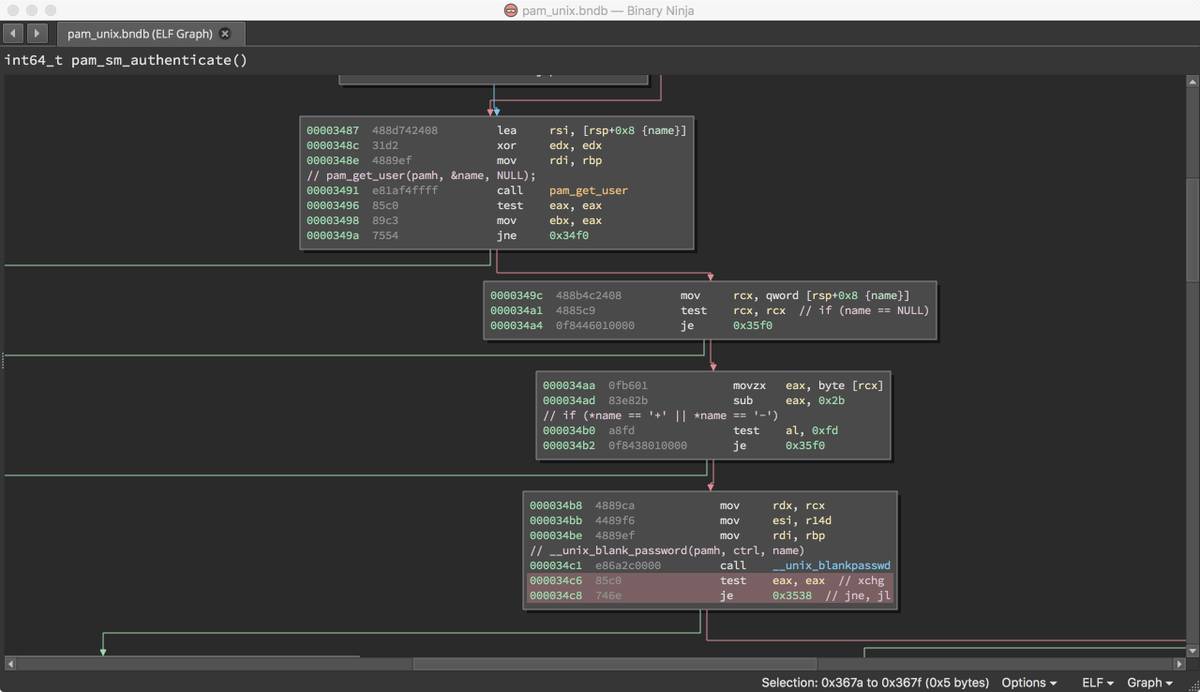 pam_unix.bndb — Binary Ninja
pam_unix.bndb (ELF Graph)
int64_t pam_sm_authenticate()
00003487 488d742408 lea rsi, [rsp+0x8 {name}]
0000348c 31d2 xor edx, edx
0000348e 4889ef mov rdi, rbp
// pam_get_user(pamh, &name, NULL);
00003491 e81af4ffff call pam_get_user
00003496 85c0 test eax, eax
00003498 89c3 mov ebx, eax
0000349a 7554 jne 0x34f0
0000349c 488b4c2408 mov rcx, qword [rsp+0x8 {name}]
000034a1 4885c9 test rcx, rcx // if (name == NULL)
000034a4 0f8446010000 je 0x35f0
000034aa 0fb601 movzx eax, byte [rcx]
000034ad 83e82b sub eax, 0x2b
// if (*name == '+' || *name == '-')
000034b0 a8fd test al, 0xfd
000034b2 0f8438010000 je 0x35f0
000034b8 4889ca mov rdx, rcx
000034bb 4489f6 mov esi, r14d
000034be 4889ef mov rdi, rbp
// __unix_blank_password(pamh, ctrl, name)
000034c1 e86a2c0000 call __unix_blankpasswd
000034c6 85c0 test eax, eax // xchg
000034c8 746e je 0x3538 // jne, jl
Selection: 0x367a to 0x367f (0x5 bytes) Options ELF Graph